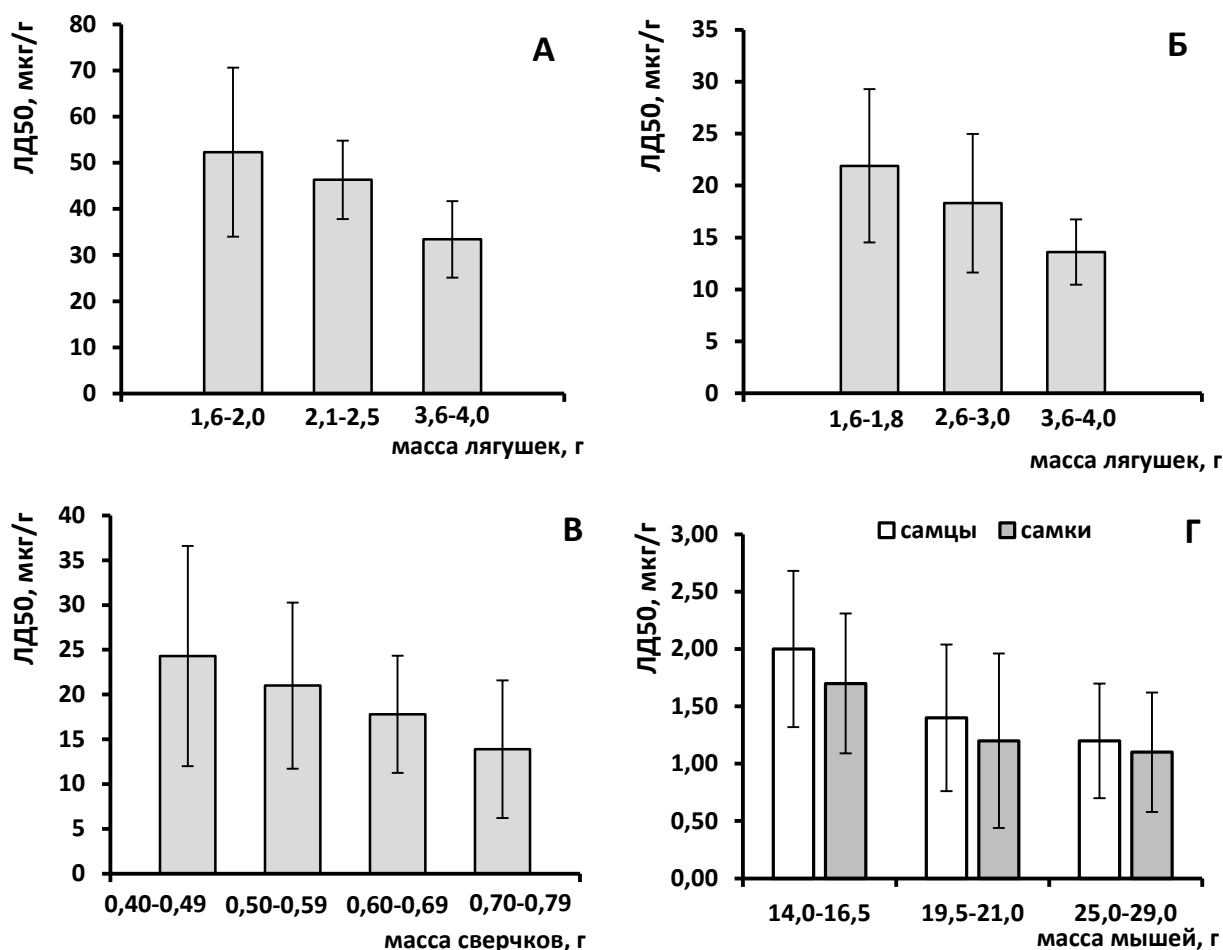 А
ЛД50, мкг/г
80
70
60
50
40
30
20
10
0
1,6-2,0 2,1-2,5 3,6-4,0
масса лягушек, г
Б
ЛД50, мкг/г
35
30
25
20
15
10
5
0
1,6-1,8 2,6-3,0 3,6-4,0
масса лягушек, г
В
ЛД50, мкг/г
40
35
30
25
20
15
10
5
0
0,40-0,49 0,50-0,59 0,60-0,69 0,70-0,79
масса сверчков, г
самцы самки Г
ЛД50, мкг/г
3,00
2,50
2,00
1,50
1,00
0,50
0,00
14,0-16,5 19,5-21,0 25,0-29,0
масса мышей, г